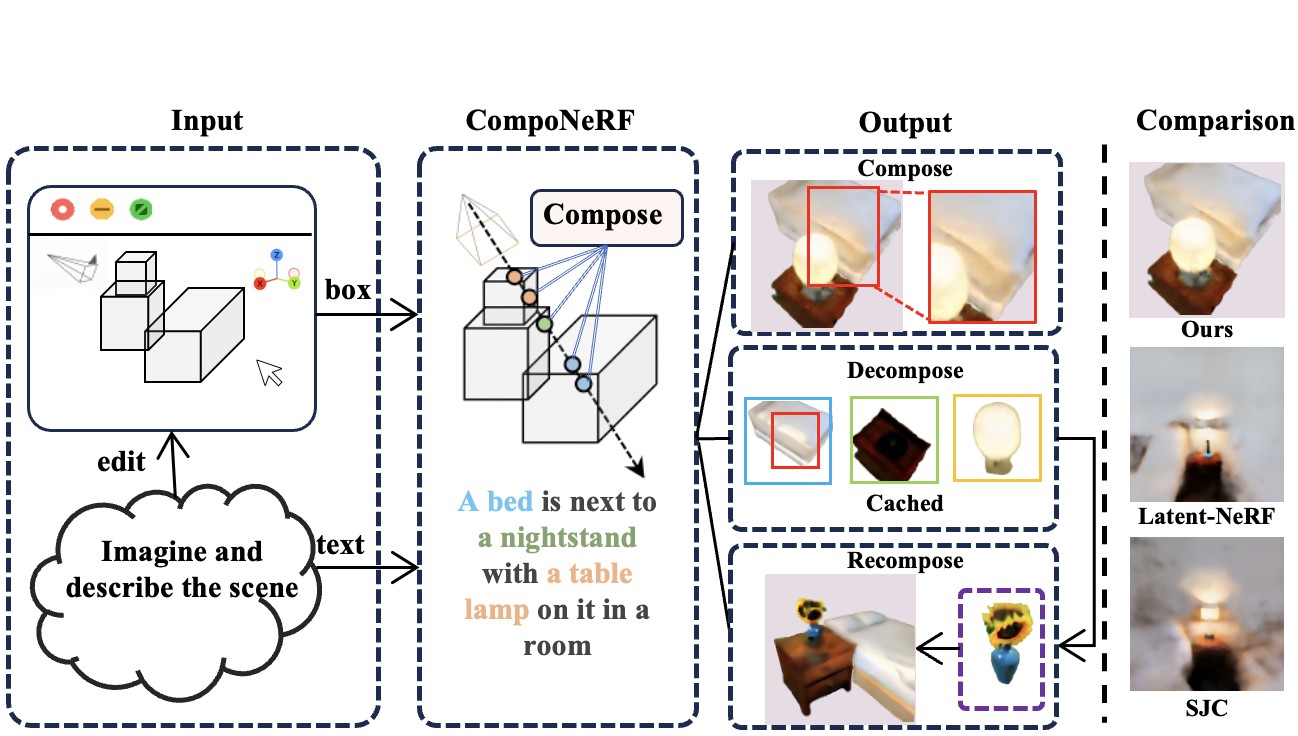 Input
CompoNeRF
Output
Comparison
Compose
Compose
Z
X
Y
box
Ours
Decompose
edit
Cached
A bed is next to
a nightstand
with a table
lamp on it in a
room
Latent-NeRF
Imagine and
describe the scene
text
Recompose
SJC